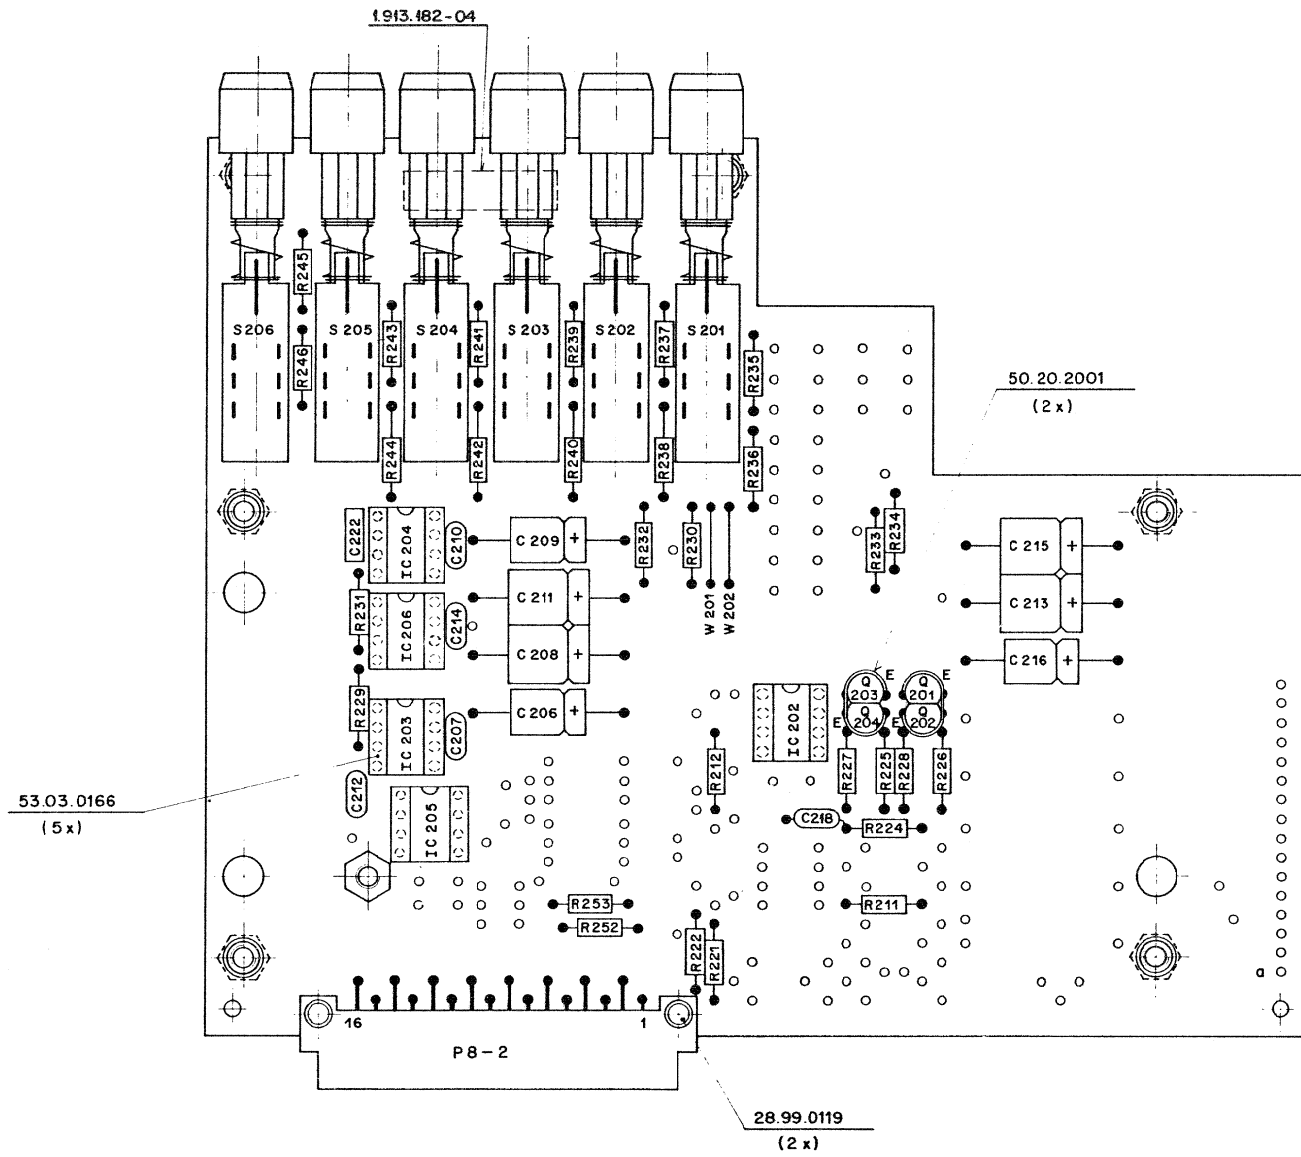 1.913.182-04
R245
S206
S205
S204
S203
S202
S201
R246
R243
R241
R239
R237
R235
50.20.2001
(2x)
R244
R242
R240
R238
R236
C222
IC204
C210
C209 +
R232
R230
R233
R234
C215 +
R231
IC206
C214
C211 +
W201
W202
C213 +
C208 +
C216 +
R229
IC203
C207
C206 +
IC202
Q
203
E
Q
201
E
E
204
Q
E
202
Q
R212
R227
R225
R228
R226
53.03.0166
(5x)
C212
IC205
C218
R224
R253
R211
R252
R222
R221
a
16
1
P8-2
28.99.0119
(2x)